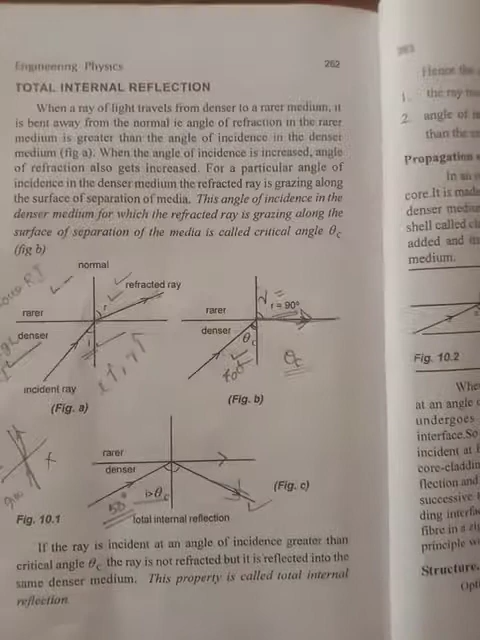 Engineering Physics 262
TOTAL INTERNAL REFLECTION
When a ray of light travels from denser to a rarer medium, it
is bent away from the normal ie angle of refraction in the rarer
medium is greater than the angle of incidence in the denser
medium (fig a). When the angle of incidence is increased, angle
of refraction also gets increased. For a particular angle of
incidence in the denser medium the refracted ray is grazing along
the surface of separation of media. This angle of incidence in the
denser medium for which the refracted ray is grazing along the
surface of separation of the media is called critical angle θc
(fig b)
normal
refracted ray
r
rarer
denser
i
incident ray
(Fig. a)
r = 90°
rarer
denser
θc
40°
θc
(Fig. b)
rarer
denser
i>θc
(Fig. c)
Fig. 10.1 total internal reflection
If the ray is incident at an angle of incidence greater than
critical angle θc the ray is not refracted but it is reflected into the
same denser medium. This property is called total internal
reflection
263
Hence the
1. the ray
2. angle of
than the
Propagation
In an
core. It is made
denser
shell called
added and
medium.
Fig. 10.2
at an angle
undergoes
interface. So
incident at
flection and
successive
ding
fibre in a
principle
Structure.